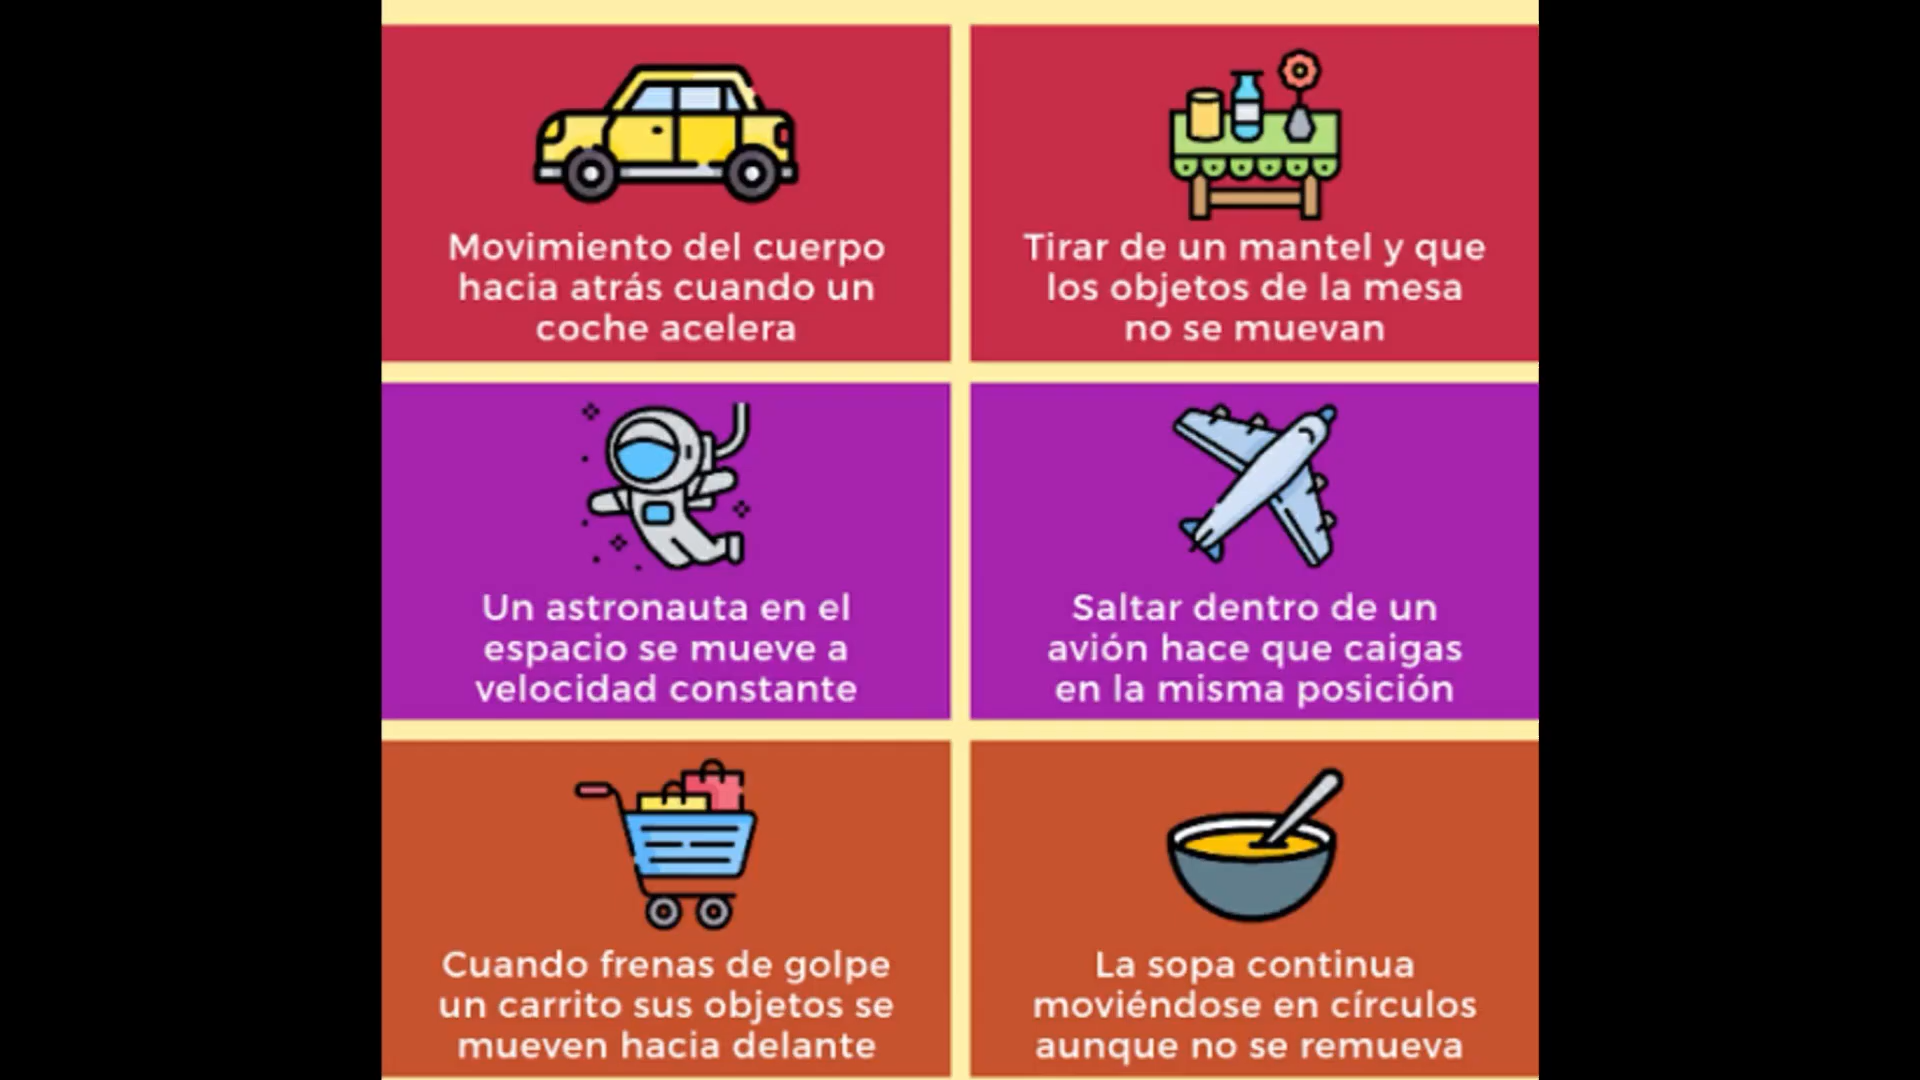 Movimiento del cuerpo
hacia atrás cuando un
coche acelera
Tirar de un mantel y que
los objetos de la mesa
no se muevan
Un astronauta en el
espacio se mueve a
velocidad constante
Saltar dentro de un
avión hace que caigas
en la misma posición
Cuando frenas de golpe
un carrito sus objetos se
mueven hacia delante
La sopa continua
moviéndose en círculos
aunque no se remueva